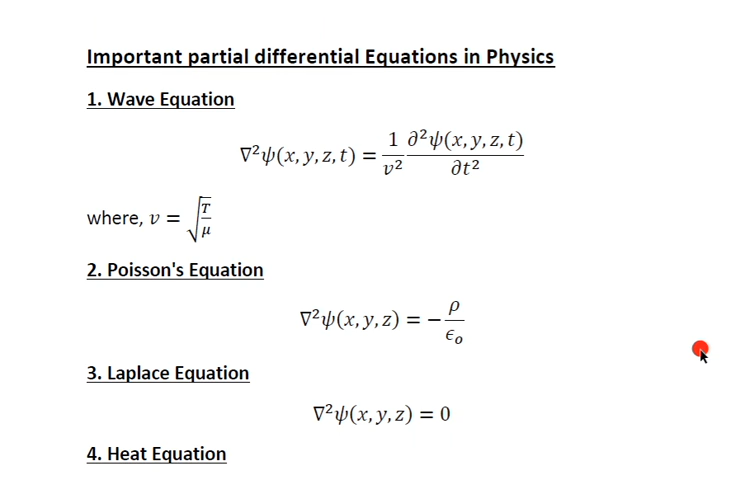 Important partial differential Equations in Physics
1. Wave Equation
∇²ψ(x, y, z, t) = 1/v² ∂²ψ(x, y, z, t)/∂t²
where, v = √(T/μ)
2. Poisson's Equation
∇²ψ(x, y, z) = −ρ/ϵₒ
3. Laplace Equation
∇²ψ(x, y, z) = 0
4. Heat Equation